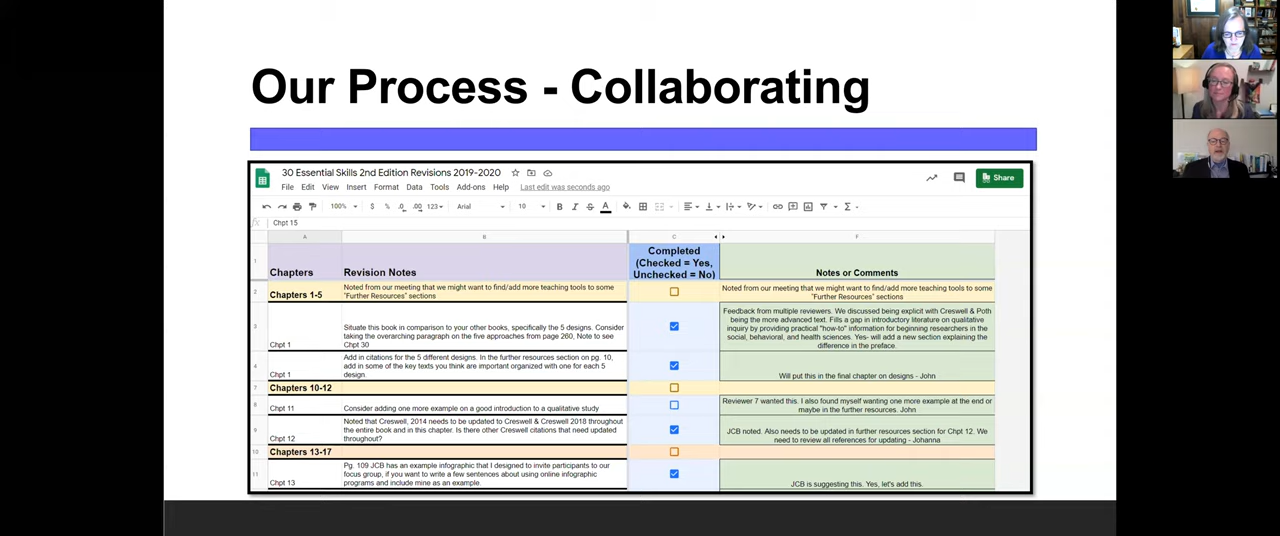 Our Process - Collaborating
30 Essential Skills 2nd Edition Revisions 2019-2020
File Edit View Insert Format Data Tools Add-ons Help Last edit was seconds ago
Share
100% $ % .0 .00 123 Arial 10 B I S A
fx Chpt 15
A B C F
1
Chapters
Revision Notes
Completed
(Checked = Yes,
Unchecked = No)
Notes or Comments
2
Chapters 1-5
Noted from our meeting that we might want to find/add more teaching tools to some
"Further Resources" sections
Noted from our meeting that we might want to find/add more teaching tools to some
"Further Resources" sections
3
Chpt 1
Situate this book in comparison to your other books, specifically the 5 designs. Consider
taking the overarching paragraph on the five approaches from page 260, Note to see
Chpt 30
Feedback from multiple reviewers. We discussed being explicit with Creswell & Poth
being the more advanced text. Fills a gap in introductory literature on qualitative
inquiry by providing practical "how-to" information for beginning researchers in the
social, behavioral, and health sciences. Yes- will add a new section explaining the
difference in the preface.
4
Chpt 1
Add in citations for the 5 different designs. In the further resources section on pg. 10,
add in some of the key texts you think are important organized with one for each 5
design.
Will put this in the final chapter on designs - John
7
Chapters 10-12
8
Chpt 11
Consider adding one more example on a good introduction to a qualitative study
Reviewer 7 wanted this. I also found myself wanting one more example at the end or
maybe in the further resources. John
9
Chpt 12
Noted that Creswell, 2014 needs to be updated to Creswell & Creswell 2018 throughout
the entire book and in this chapter. Is there other Creswell citations that need updated
throughout?
JCB noted. Also needs to be updated in further resources section for Chpt 12. We
need to review all references for updating - Johanna
10
Chapters 13-17
11
Chpt 13
Pg. 109 JCB has an example infographic that I designed to invite participants to our
focus group, if you want to write a few sentences about using online infographic
programs and include mine as an example.
JCB is suggesting this. Yes, let's add this.